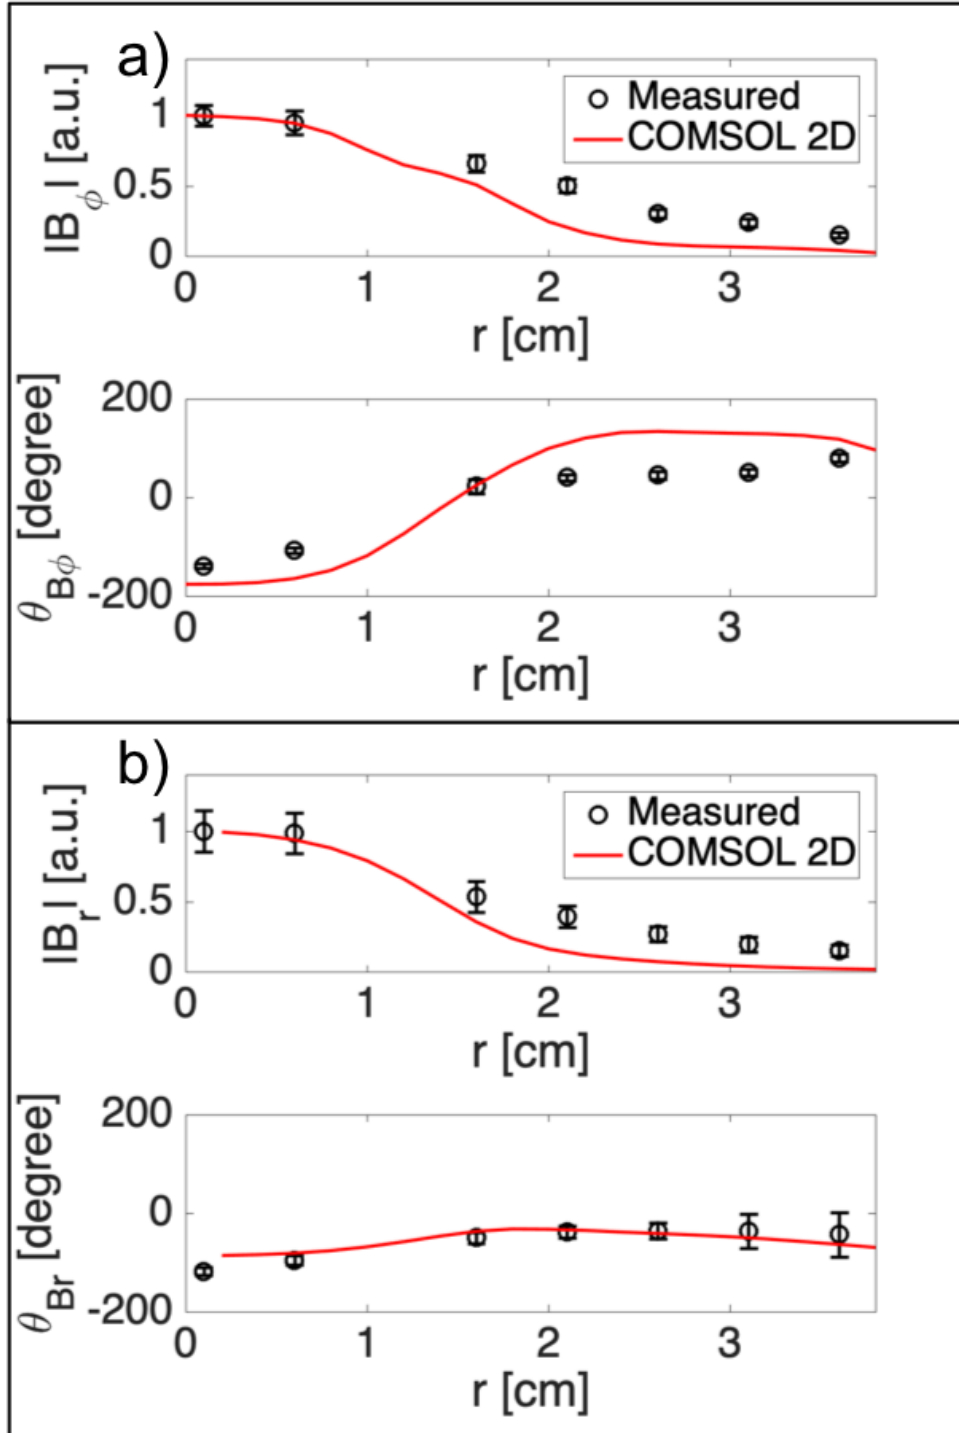 a)
|B_ϕ| [a.u.]
1
0.5
0
Measured
COMSOL 2D
0 1 2 3
r [cm]
θ_Bϕ [degree]
200
0
-200
0 1 2 3
r [cm]
b)
|B_r| [a.u.]
1
0.5
0
Measured
COMSOL 2D
0 1 2 3
r [cm]
θ_Br [degree]
200
0
-200
0 1 2 3
r [cm]